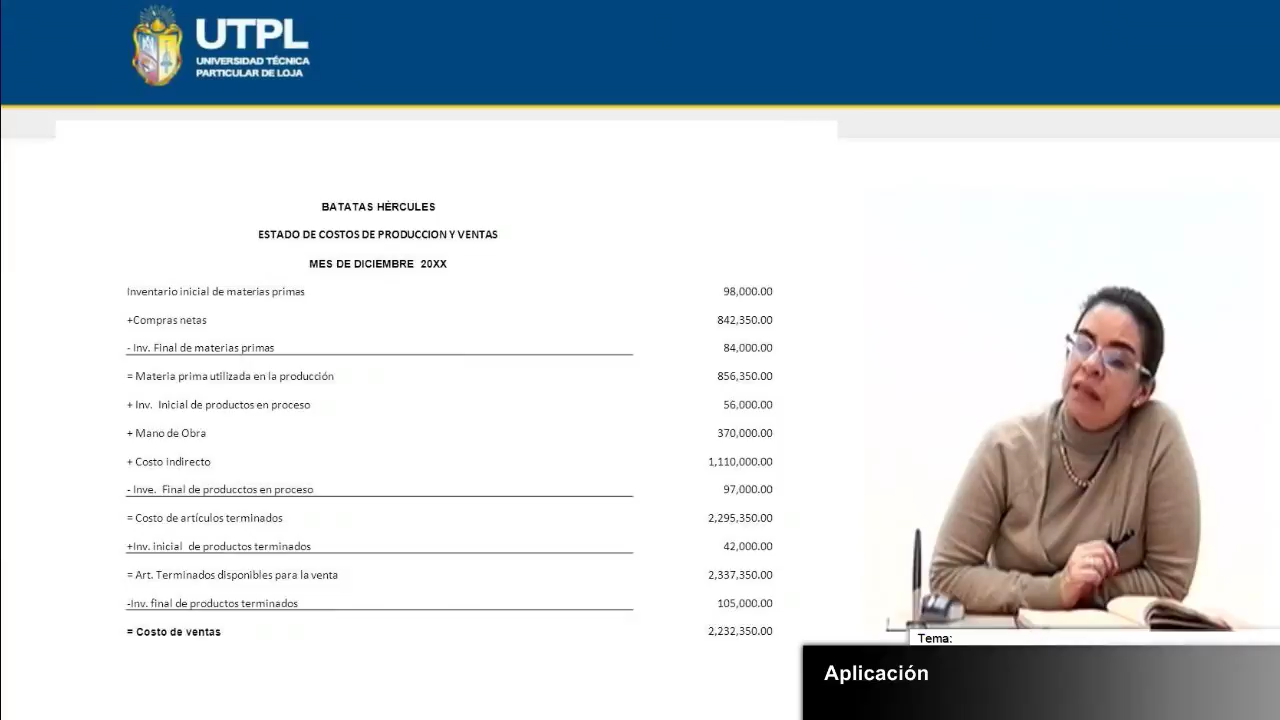 UTPL
UNIVERSIDAD TÉCNICA
PARTICULAR DE LOJA
BATATAS HÉRCULES
ESTADO DE COSTOS DE PRODUCCION Y VENTAS
MES DE DICIEMBRE 20XX
Inventario inicial de materias primas 98,000.00
+Compras netas 842,350.00
- Inv. Final de materias primas 84,000.00
= Materia prima utilizada en la producción 856,350.00
+ Inv. Inicial de productos en proceso 56,000.00
+ Mano de Obra 370,000.00
+ Costo Indirecto 1,110,000.00
- Inve. Final de producctos en proceso 97,000.00
= Costo de artículos terminados 2,295,350.00
+Inv. inicial de productos terminados 42,000.00
= Art. Terminados disponibles para la venta 2,337,350.00
-Inv. final de productos terminados 105,000.00
= Costo de ventas 2,232,350.00
Tema:
Aplicación